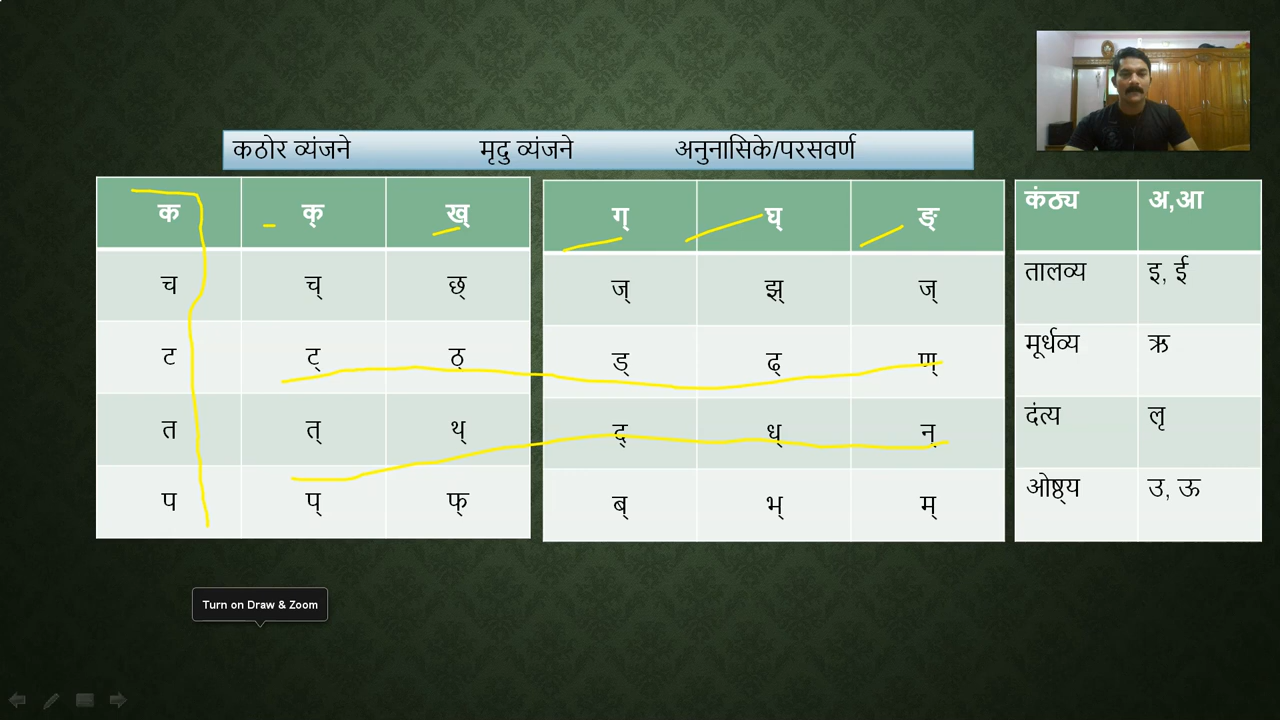 कठोर व्यंजने मृदु व्यंजने अनुनासिके/परसवर्ण
क क् ख् ग् घ् ङ् कंठ्य अ,आ
च च् छ् ज् झ् ज् तालव्य इ, ई
ट ट् ठ् ड् ढ् ण् मूर्धव्य ऋ
त त् थ् द् ध् न् दंत्य लृ
प प् फ् ब् भ् म् ओष्ठ्य उ, ऊ
Turn on Draw & Zoom